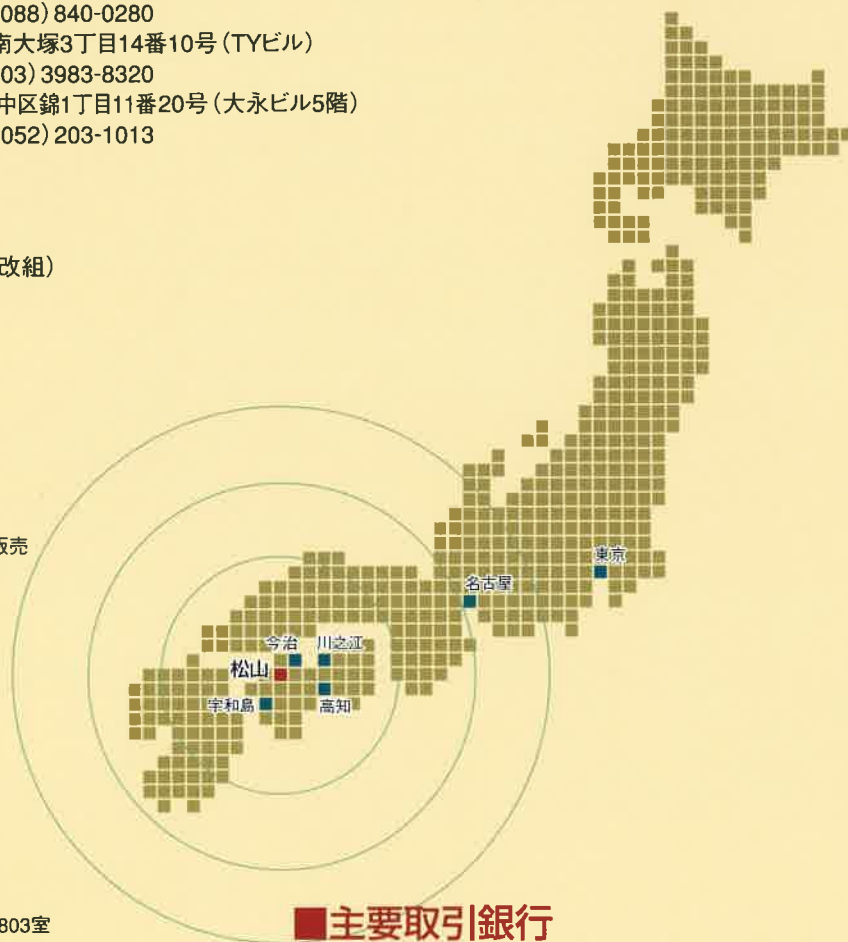 088）840-0280
南大塚3丁目14番10号（TYビル）
03）3983-8320
中区錦1丁目11番20号（大永ビル5階）
052）203-1013
改組）
販売
東京
名古屋
今治 川之江
松山
宇和島 高知
803室
■主要取引銀行